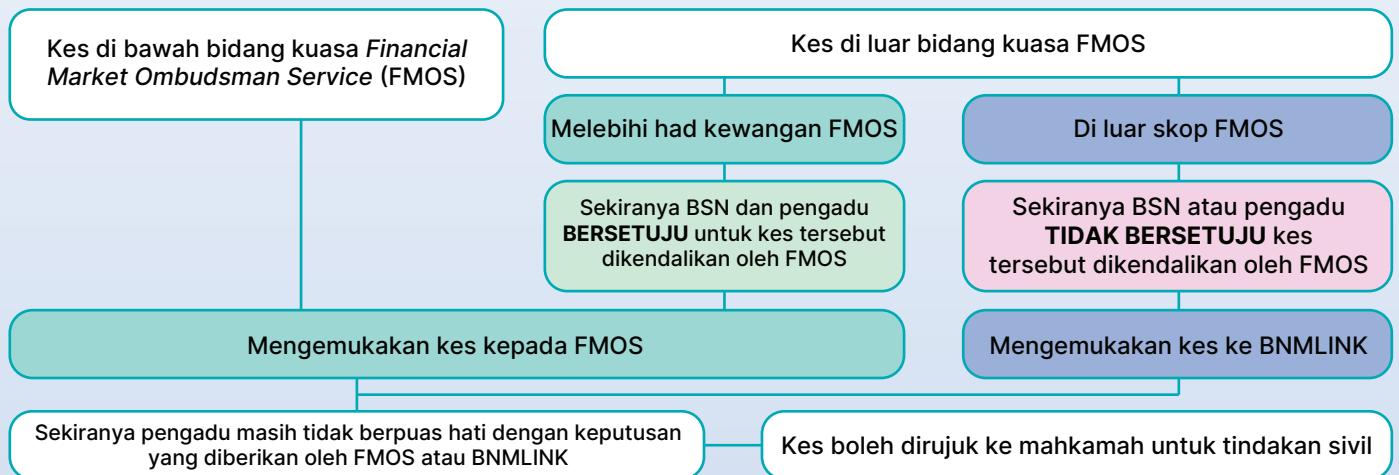 Kes di bawah bidang kuasa Financial
Market Ombudsman Service (FMOS)
Kes di luar bidang kuasa FMOS
Melebihi had kewangan FMOS
Di luar skop FMOS
Sekiranya BSN dan pengadu
BERSETUJU untuk kes tersebut
dikendalikan oleh FMOS
Sekiranya BSN atau pengadu
TIDAK BERSETUJU kes
tersebut dikendalikan oleh FMOS
Mengemukakan kes kepada FMOS
Mengemukakan kes ke BNMLINK
Sekiranya pengadu masih tidak berpuas hati dengan keputusan
yang diberikan oleh FMOS atau BNMLINK
Kes boleh dirujuk ke mahkamah untuk tindakan sivil